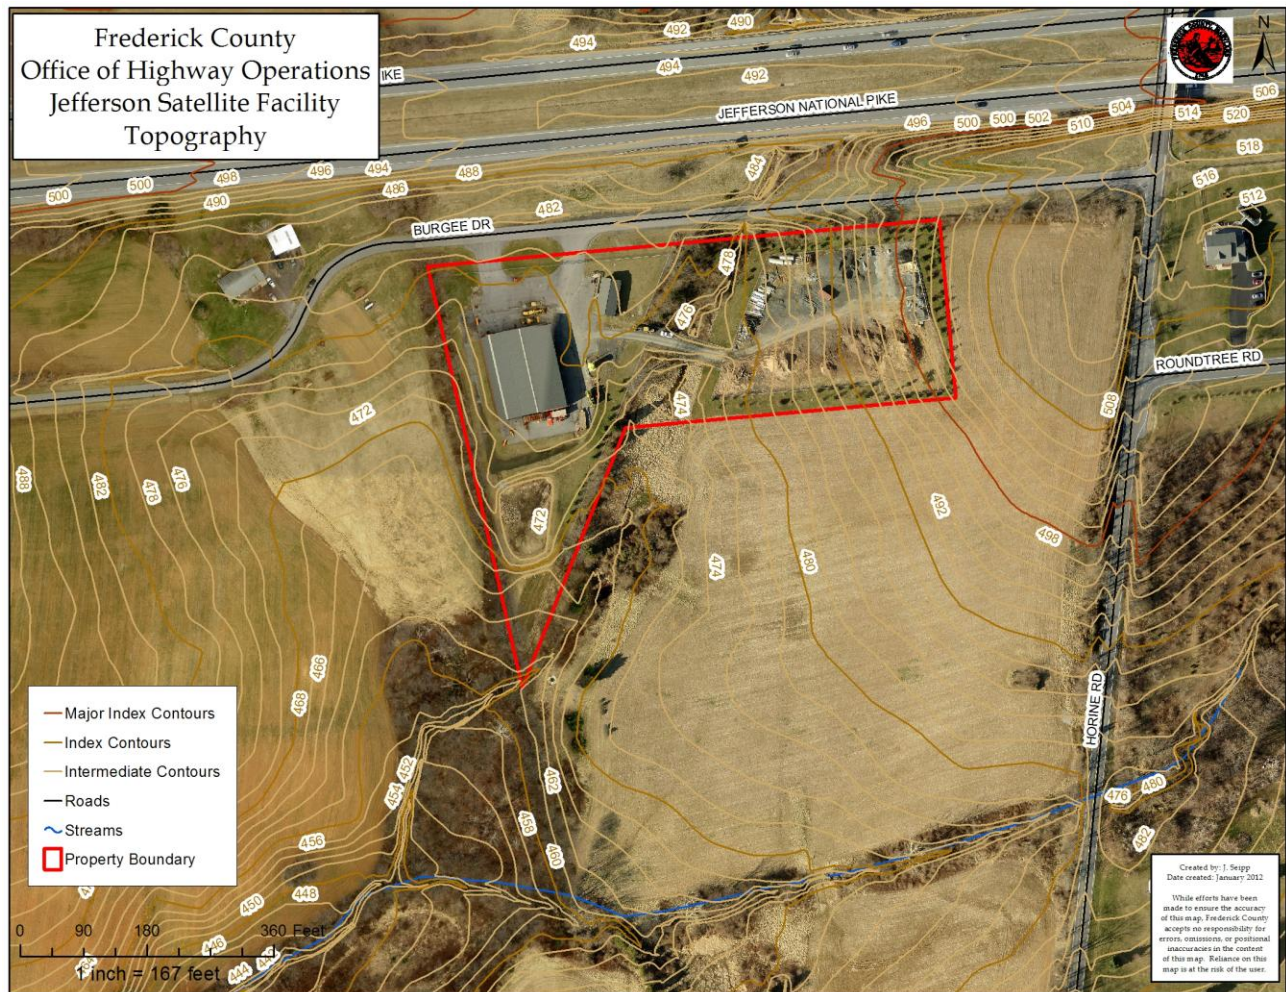 Frederick County
Office of Highway Operations
Jefferson Satellite Facility
Topography
490
494
492
N
IKE
494
492
JEFFERSON NATIONAL PIKE
496
500
500
502
510
504
514
520
506
500
500
498
496
494
488
490
486
484
518
516
512
482
BURGEE DR
478
476
474
472
ROUNDTREE RD
508
488
482
478
476
472
474
480
492
498
466
468
HORINE RD
Major Index Contours
Index Contours
Intermediate Contours
Roads
Streams
Property Boundary
452
454
462
458
460
476
480
482
456
448
450
446
444
0 90 180 360 Feet
1 inch = 167 feet
Created by: J. Seipp
Date created: January 2012
While efforts have been
made to ensure the accuracy
of this map, Frederick County
accepts no responsibility for
errors, omissions, or positional
inaccuracies in the content
of this map. Reliance on this
map is at the risk of the user.